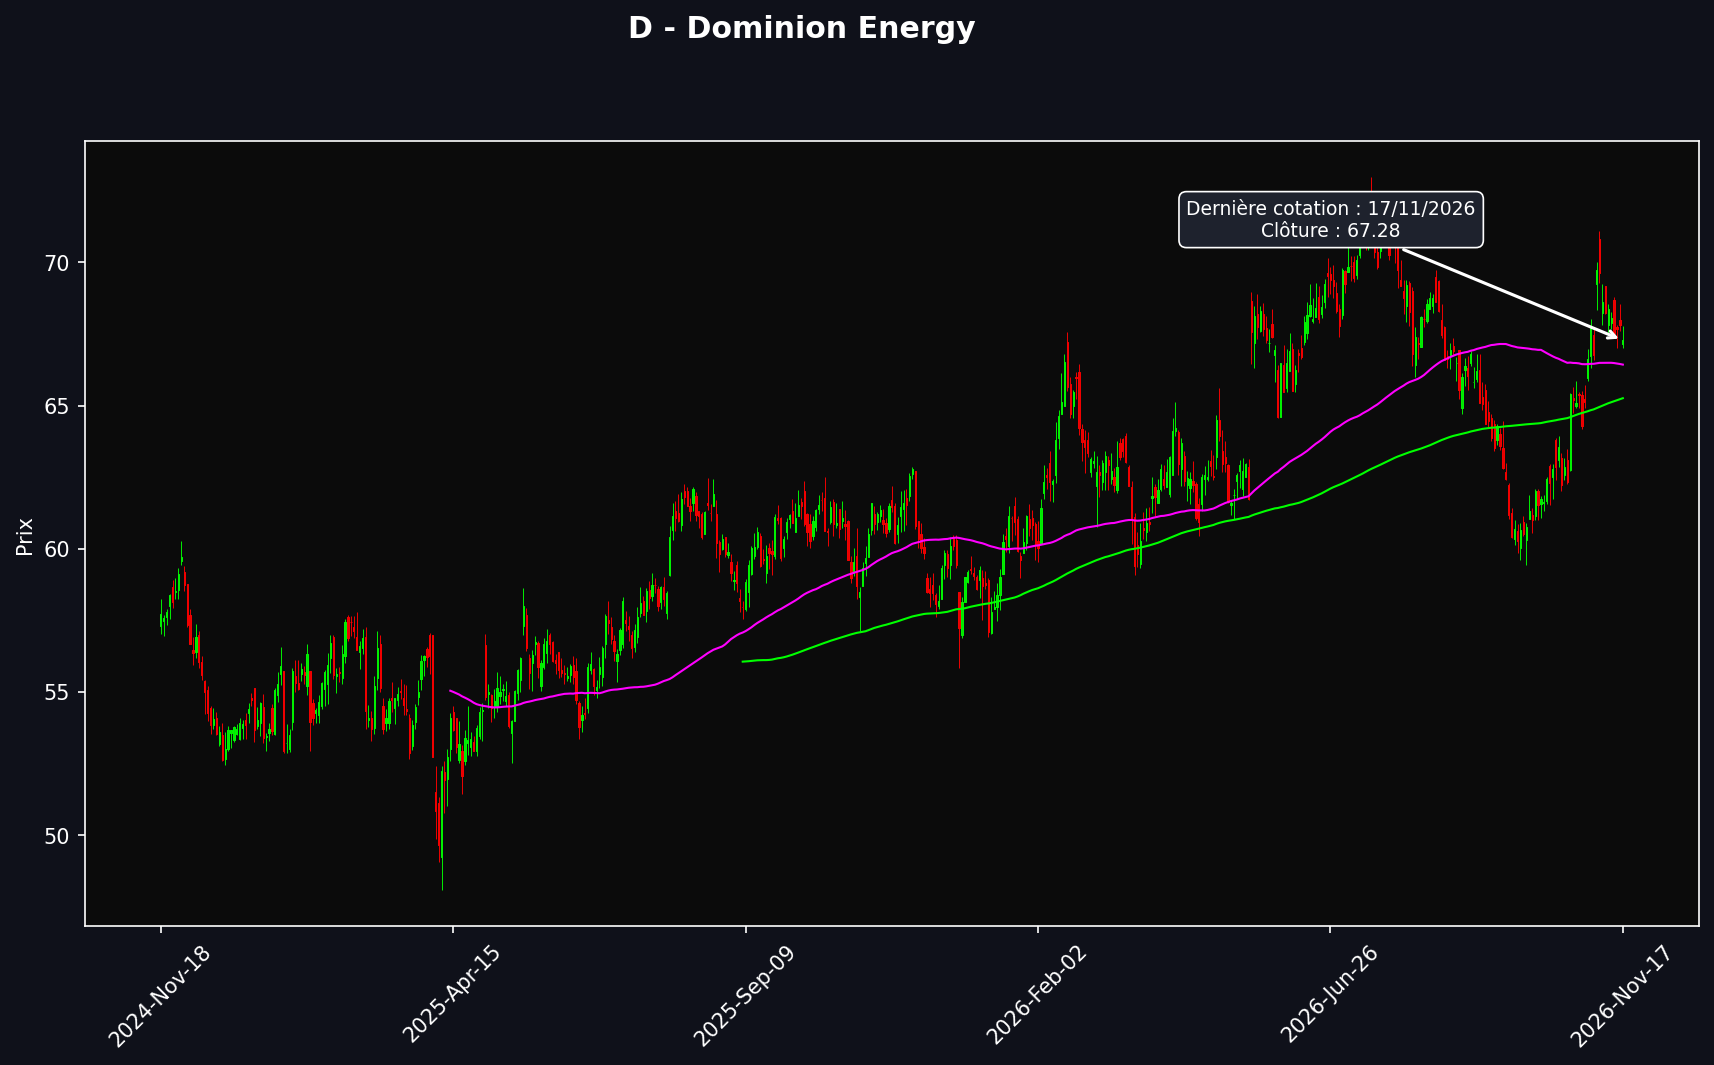 D - Dominion Energy
Dernière cotation : 17/11/2026
Clôture : 67.28
Prix
70
65
60
55
50
2024-Nov-18
2025-Apr-15
2025-Sep-09
2026-Feb-02
2026-Jun-26
2026-Nov-17